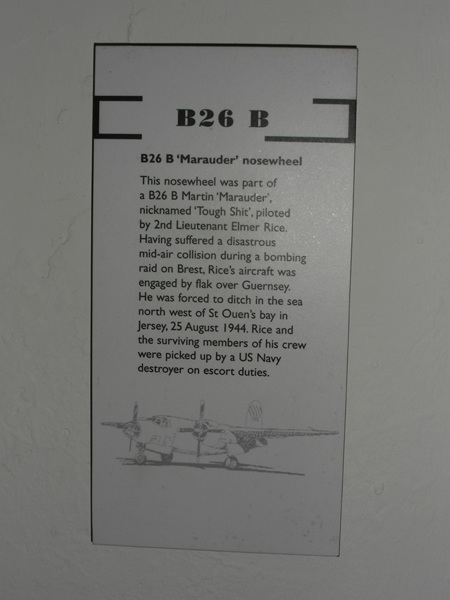 B26 B
B26 B 'Marauder' nosewheel
This nosewheel was part of
a B26 B Martin 'Marauder',
nicknamed 'Tough Shit', piloted
by 2nd Lieutenant Elmer Rice.
Having suffered a disastrous
mid-air collision during a bombing
raid on Brest, Rice's aircraft was
engaged by flak over Guernsey.
He was forced to ditch in the sea
north west of St Ouen's bay in
Jersey, 25 August 1944. Rice and
the surviving members of his crew
were picked up by a US Navy
destroyer on escort duties.